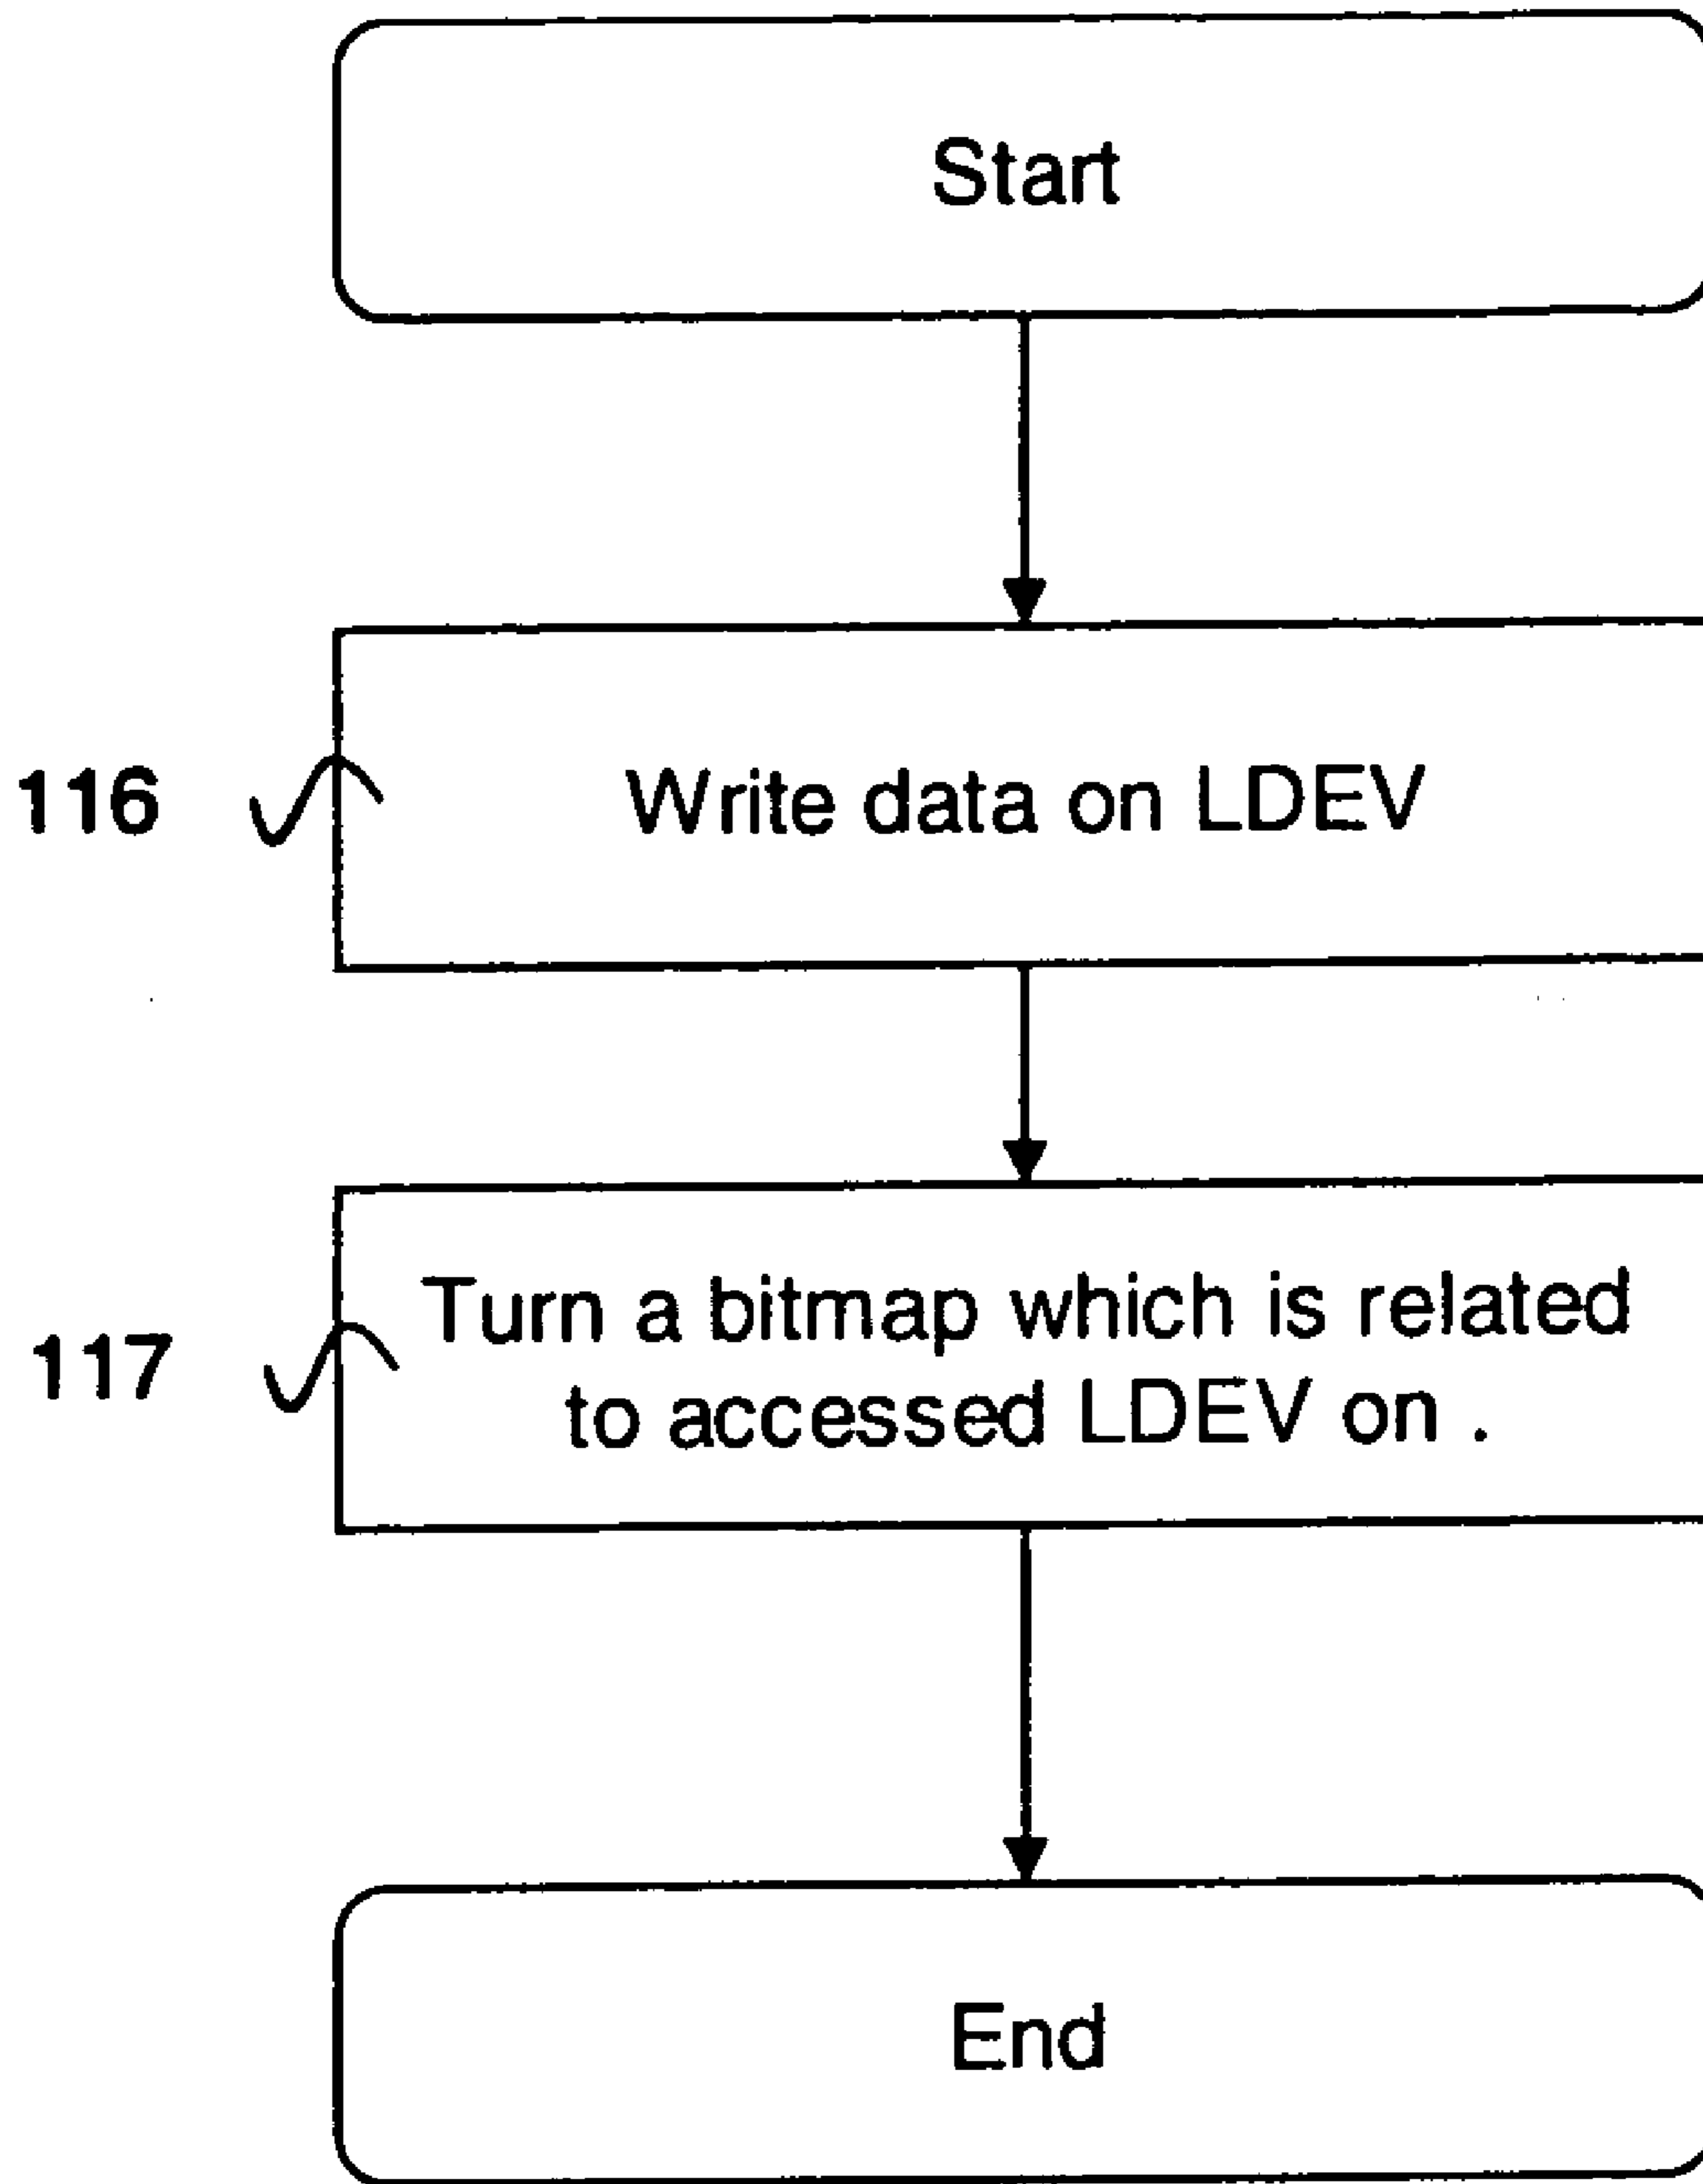 Start
116
Write data on LDEV
117
Turn a bitmap which is related
to accessed LDEV on .
End